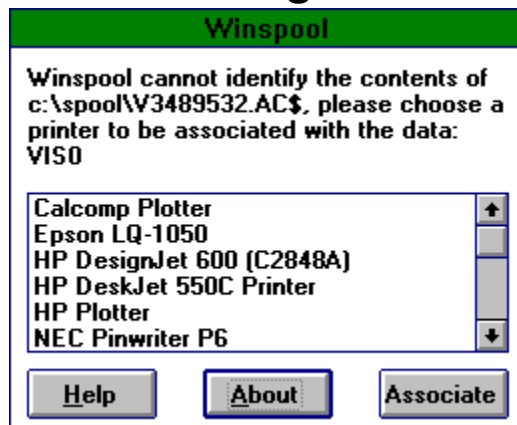 Winspool
Winspool cannot identify the contents of
c:\spool\V3489532.AC$, please choose a
printer to be associated with the data:
VIS0
Calcomp Plotter
Epson LQ-1050
HP DesignJet 600 (C2848A)
HP DeskJet 550C Printer
HP Plotter
NEC Pinwriter P6
Help
About
Associate